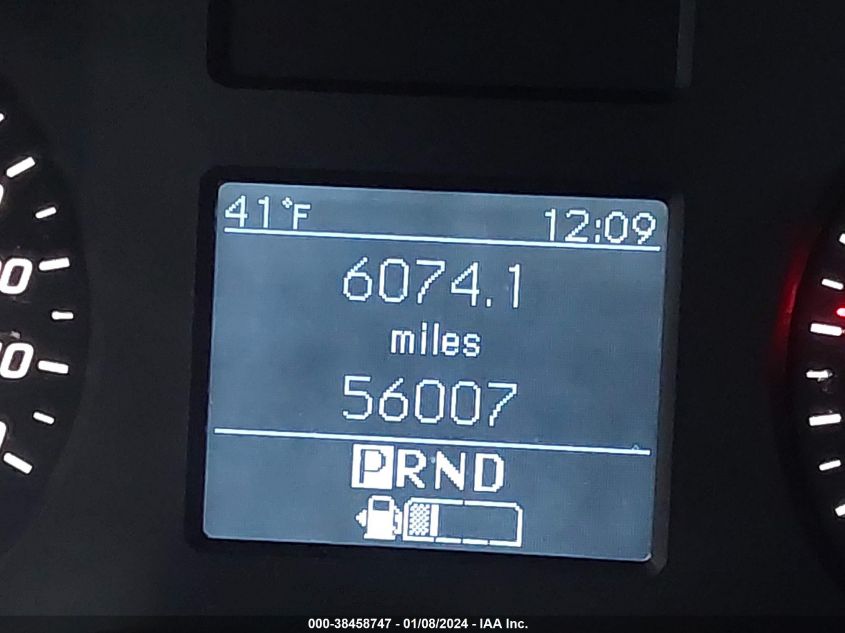 41°F 12:09
6074.1
miles
56007
PRND
000-38458747 - 01/08/2024 - IAA Inc.